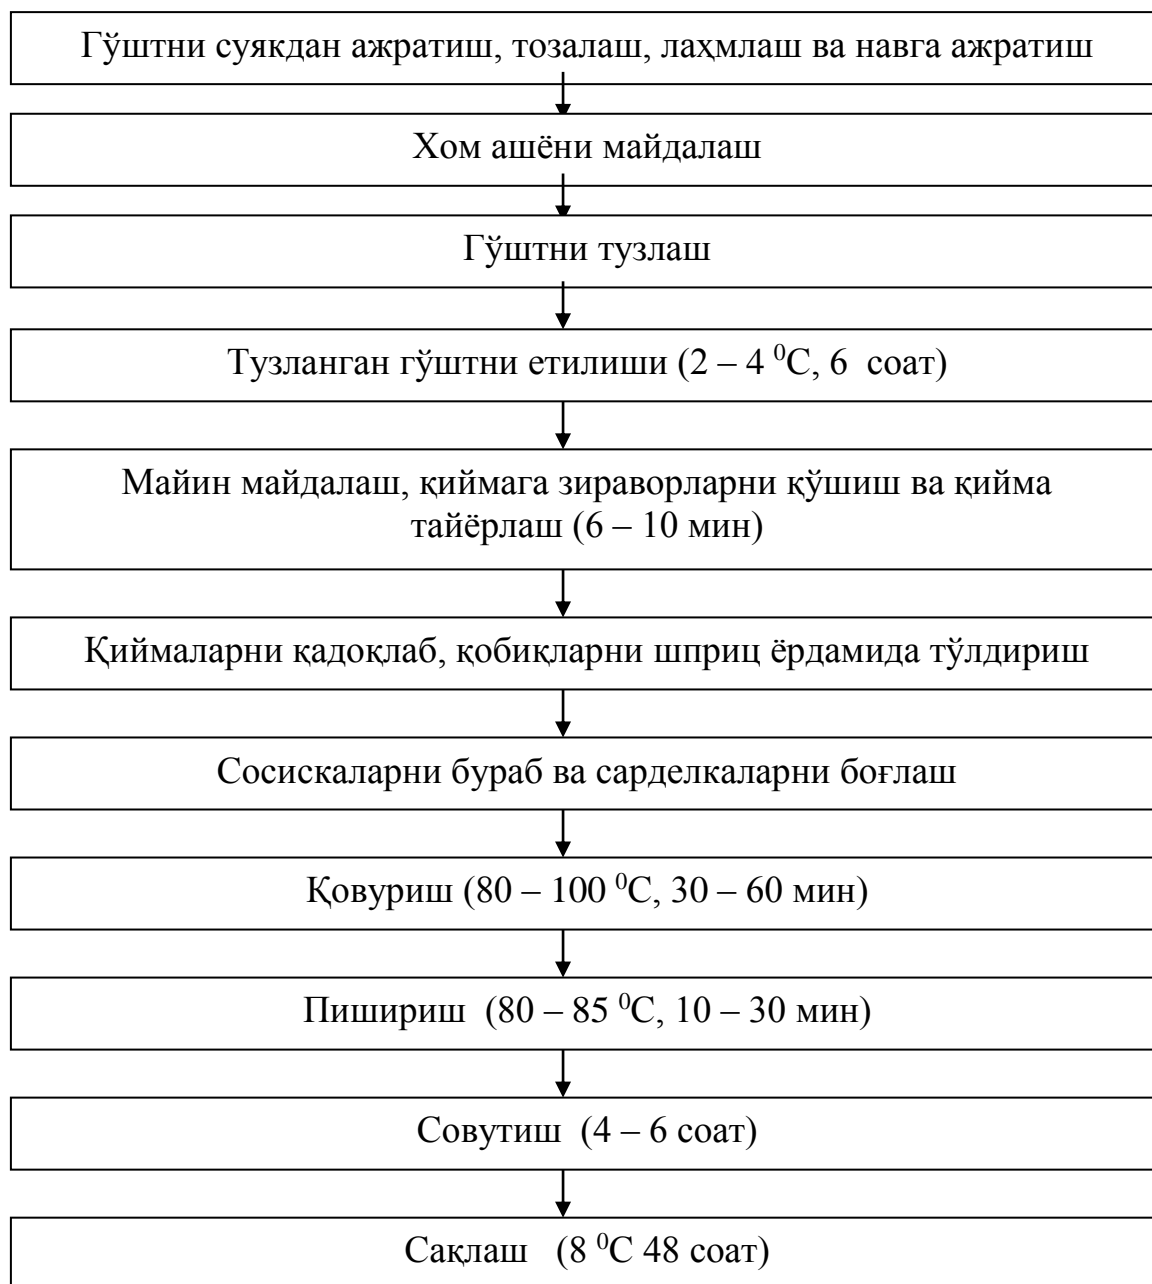 Гўштни суякдан ажратиш, тозалаш, лаҳмлаш ва навга ажратиш
Хом ашёни майдалаш
Гўштни тузлаш
Тузланган гўштни етилиши (2 – 4 ⁰С, 6 соат)
Майин майдалаш, қиймага зираворларни қўшиш ва қийма
тайёрлаш (6 – 10 мин)
Қиймаларни қадоқлаб, қобиқларни шприц ёрдамида тўлдириш
Сосискаларни бураб ва сарделкаларни боғлаш
Қовуриш (80 – 100 ⁰С, 30 – 60 мин)
Пишириш (80 – 85 ⁰С, 10 – 30 мин)
Совутиш (4 – 6 соат)
Сақлаш (8 ⁰С 48 соат)